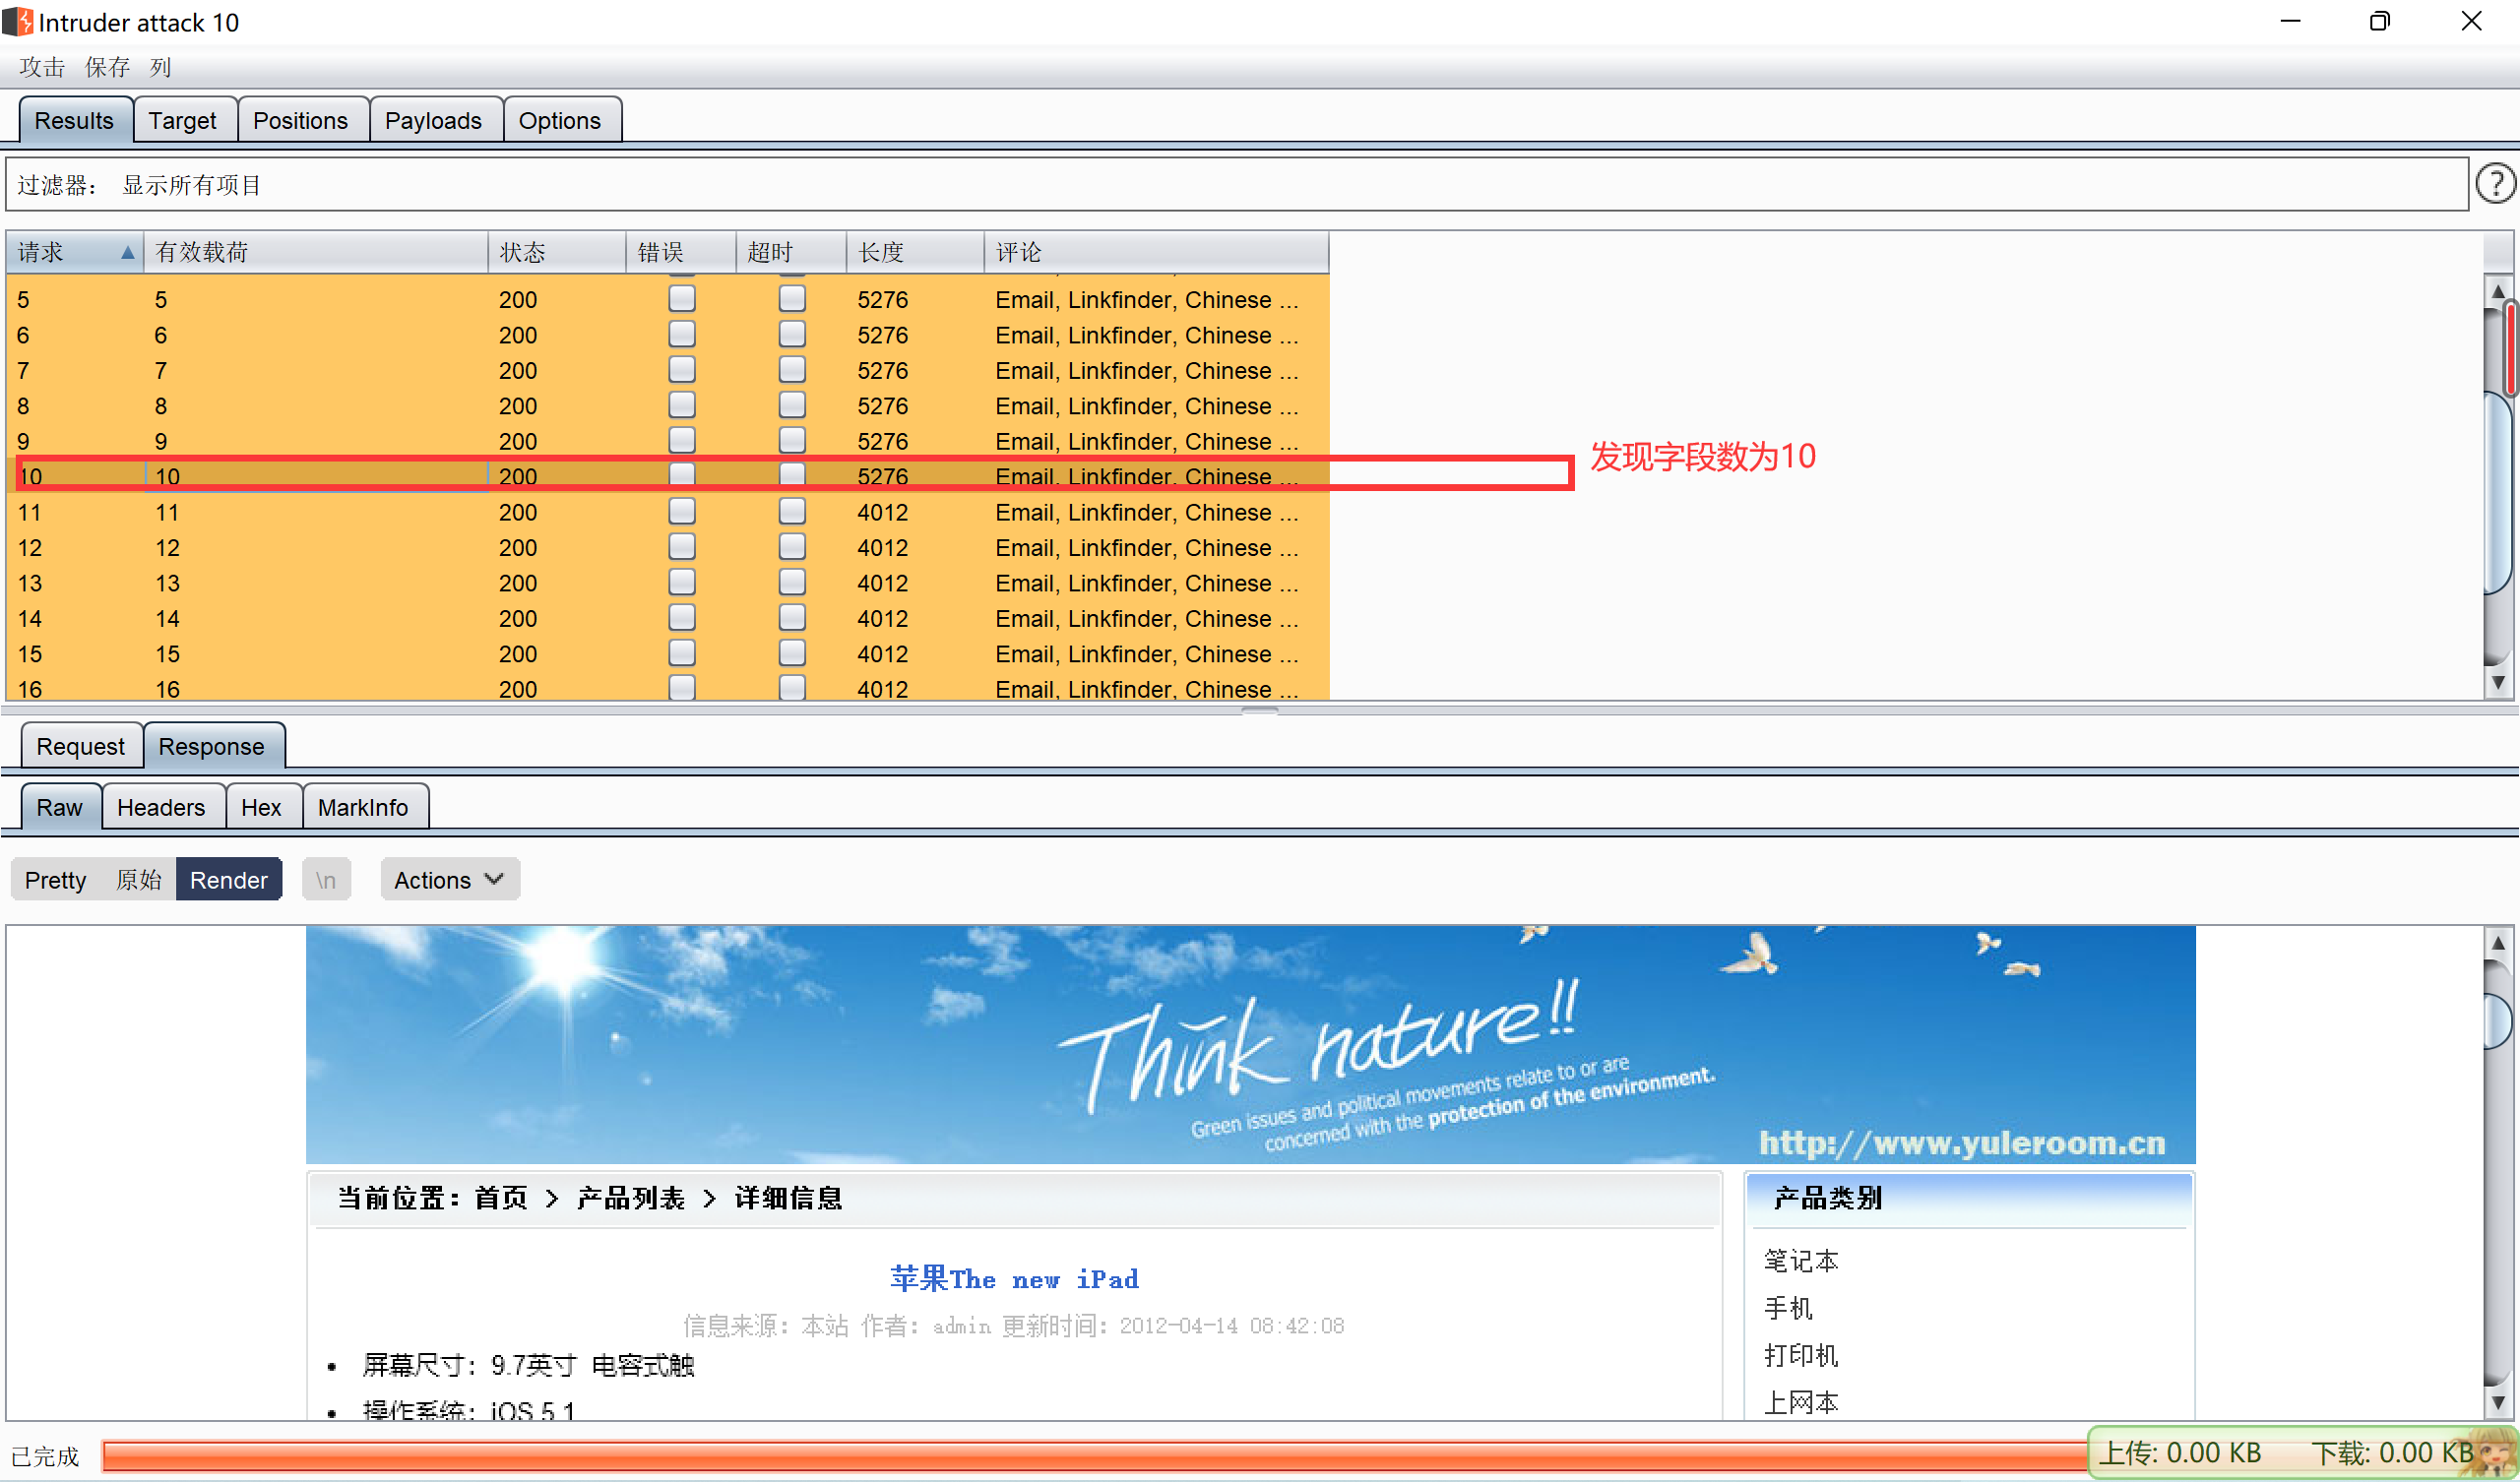 Intruder attack 10
攻击 保存 列
Results Target Positions Payloads Options
过滤器： 显示所有项目 ?
请求 有效载荷 状态 错误 超时 长度 评论
5 5 200 5276 Email, Linkfinder, Chinese ...
6 6 200 5276 Email, Linkfinder, Chinese ...
7 7 200 5276 Email, Linkfinder, Chinese ...
8 8 200 5276 Email, Linkfinder, Chinese ...
9 9 200 5276 Email, Linkfinder, Chinese ...
10 10 200 5276 Email, Linkfinder, Chinese ...
发现字段数为10
11 11 200 4012 Email, Linkfinder, Chinese ...
12 12 200 4012 Email, Linkfinder, Chinese ...
13 13 200 4012 Email, Linkfinder, Chinese ...
14 14 200 4012 Email, Linkfinder, Chinese ...
15 15 200 4012 Email, Linkfinder, Chinese ...
16 16 200 4012 Email, Linkfinder, Chinese ...
Request Response
Raw Headers Hex MarkInfo
Pretty 原始 Render \n Actions
Think nature!!
Green issues and political movements relate to or are
concerned with the protection of the environment.
http://www.yuleroom.cn
当前位置：首页 > 产品列表 > 详细信息
苹果The new iPad
信息来源：本站 作者：admin 更新时间：2012-04-14 08:42:08
• 屏幕尺寸：9.7英寸 电容式触
• 操作系统：iOS 5.1
产品类别
笔记本
手机
打印机
上网本
已完成
上传: 0.00 KB 下载: 0.00 KB